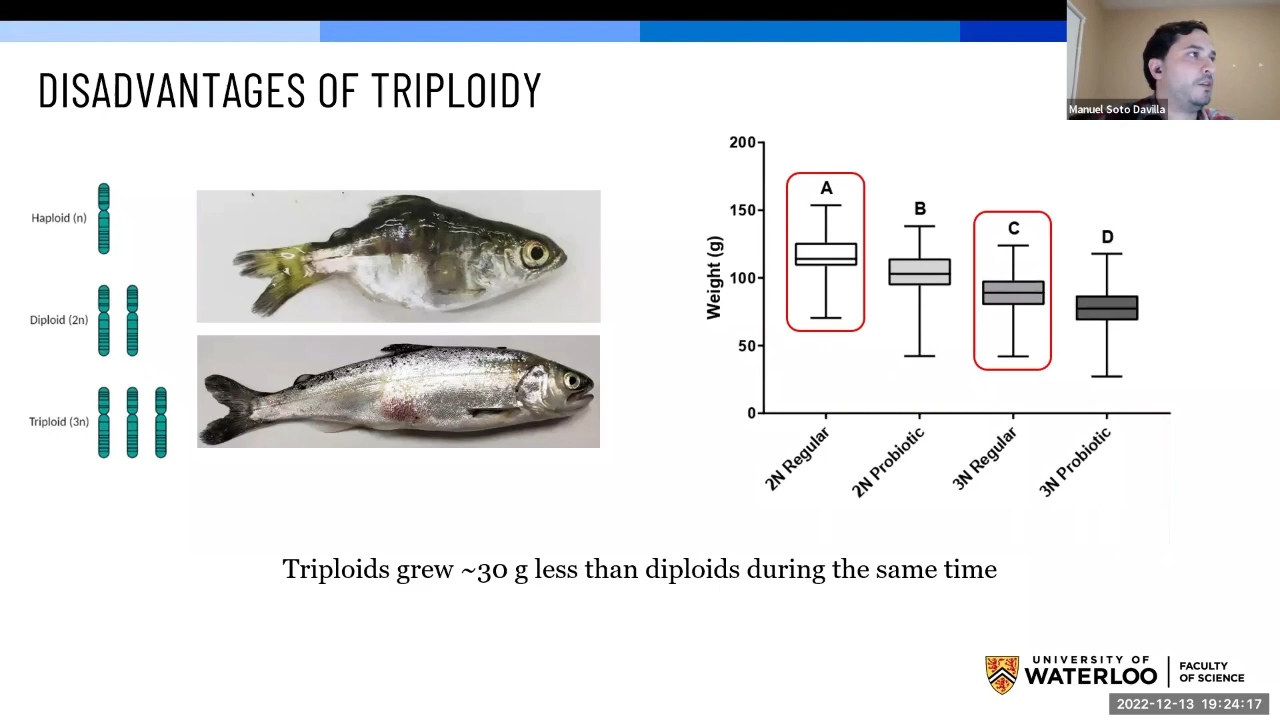 DISADVANTAGES OF TRIPLOIDY
Manuel Soto Davilla
Haploid (n)
Diploid (2n)
Triploid (3n)
Weight (g)
200
150
100
50
0
A
B
C
D
2N Regular
2N Probiotic
3N Regular
3N Probiotic
Triploids grew ~30 g less than diploids during the same time
UNIVERSITY OF
WATERLOO
FACULTY
OF SCIENCE
2022-12-13 19:24:17